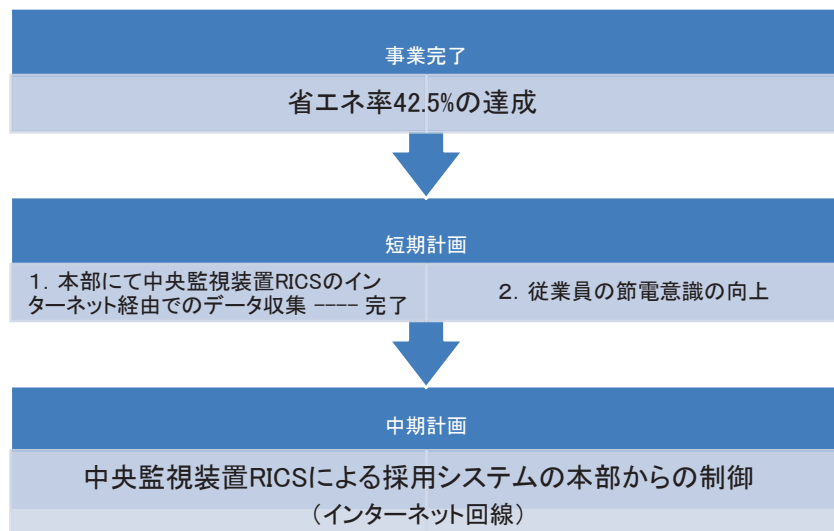 事業完了
省エネ率42.5%の達成
短期計画
1．本部にて中央監視装置RICSのイン
ターネット経由でのデータ収集 ---- 完了
２．従業員の節電意識の向上
中期計画
中央監視装置RICSによる採用システムの本部からの制御
（インターネット回線）